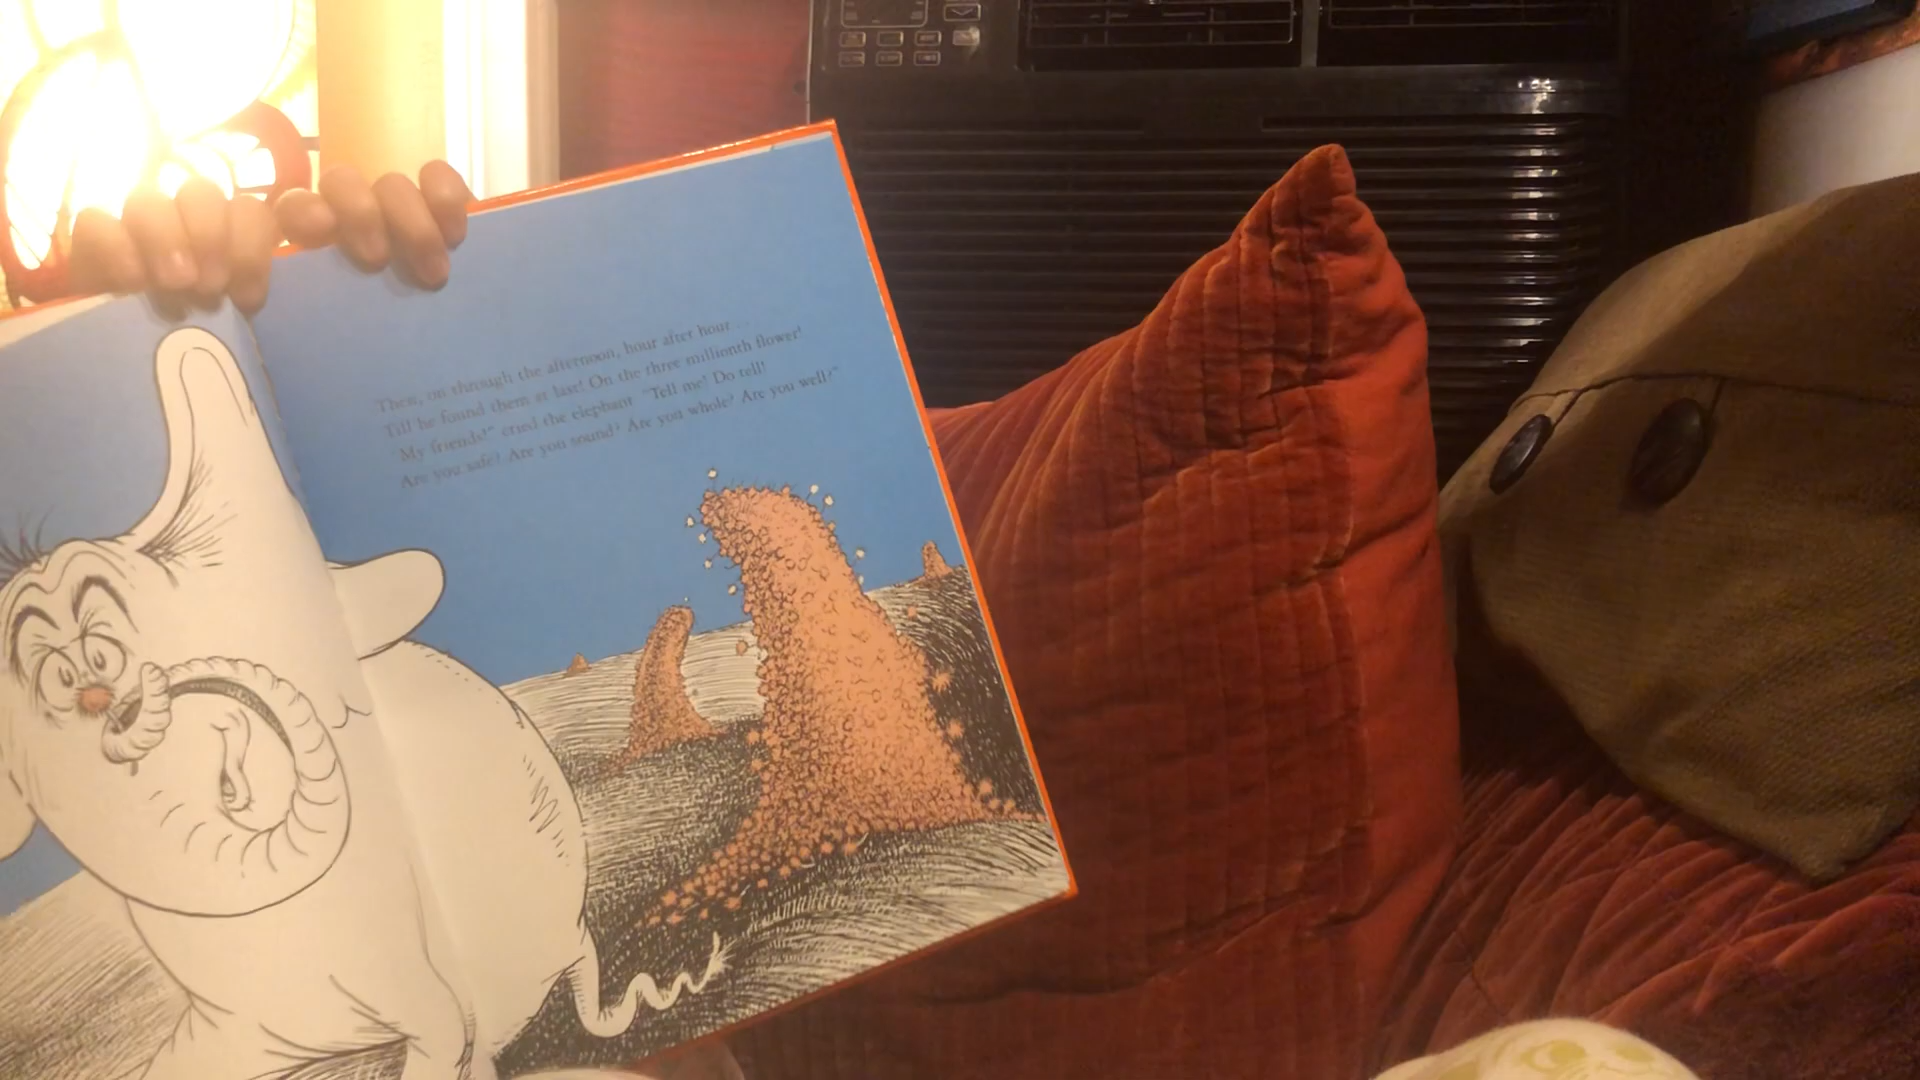 Then, on through the afternoon, hour after hour . . .
Till he found them at last! On the three millionth flower!
"My friends!" cried the elephant. "Tell me! Do tell!
Are you safe? Are you sound? Are you whole? Are you well?"